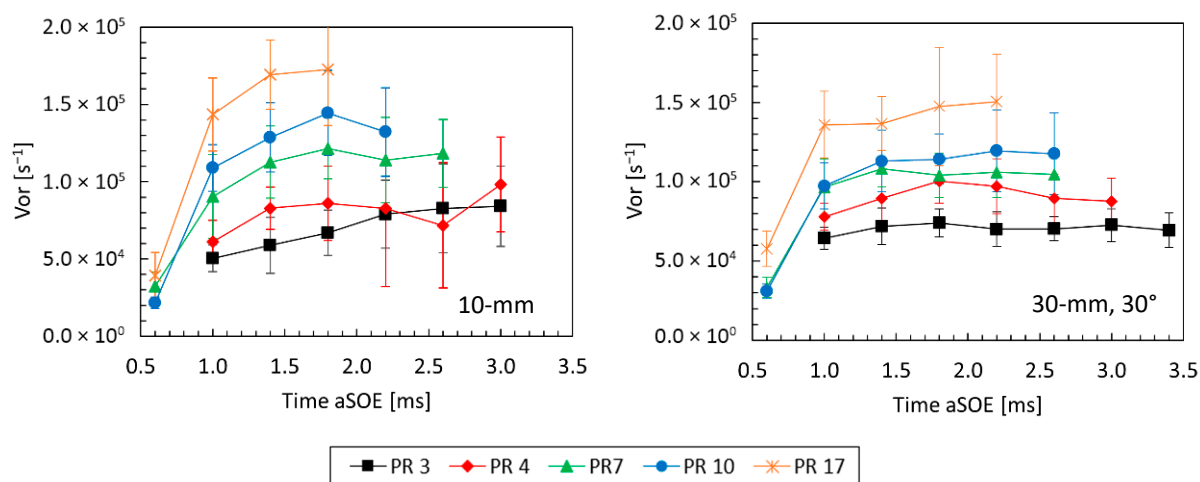 2.0 × 10⁵
1.5 × 10⁵
1.0 × 10⁵
5.0 × 10⁴
0.0 × 10⁰
Vor [s⁻¹]
10-mm
0.5 1.0 1.5 2.0 2.5 3.0 3.5
Time aSOE [ms]
2.0 × 10⁵
1.5 × 10⁵
1.0 × 10⁵
5.0 × 10⁴
0.0 × 10⁰
Vor [s⁻¹]
30-mm, 30°
0.5 1.0 1.5 2.0 2.5 3.0 3.5
Time aSOE [ms]
PR 3 PR 4 PR7 PR 10 PR 17